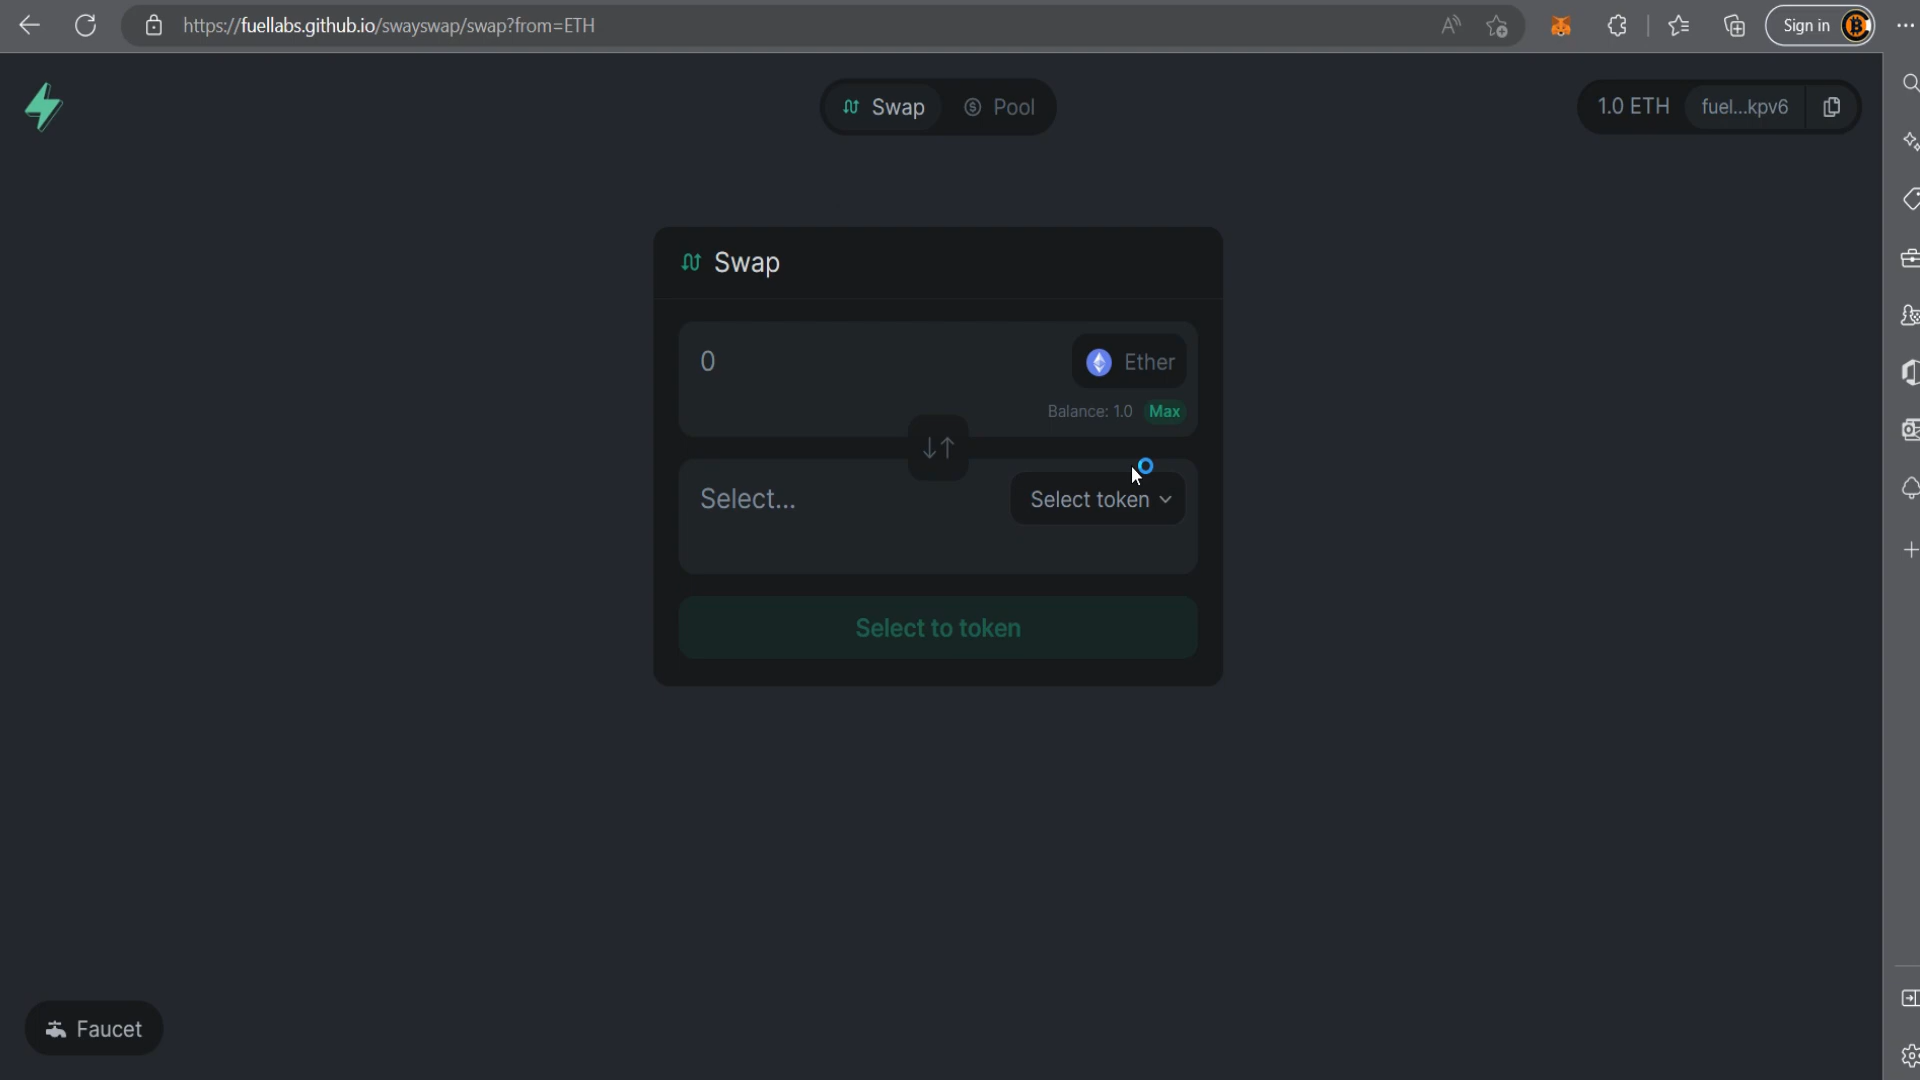 https://fuellabs.github.io/swayswap/swap?from=ETH
Sign in
Swap
Pool
1.0 ETH
fuel...kpv6
Swap
0
Ether
Balance: 1.0
Max
Select...
Select token
Select to token
Faucet